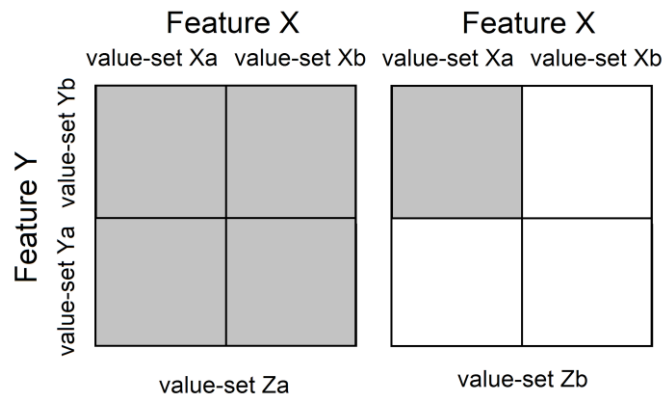 Feature X
Feature X
value-set Xa value-set Xb
value-set Xa value-set Xb
Feature Y
value-set Yb
value-set Ya
value-set Za
value-set Zb